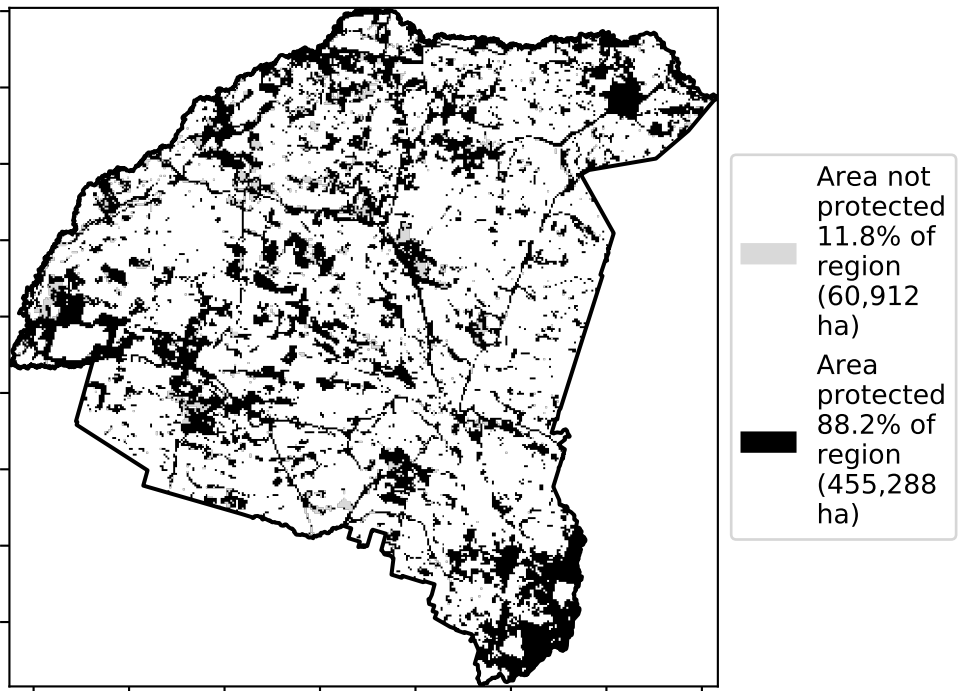 Area not
protected
11.8% of
region
(60,912
ha)
Area
protected
88.2% of
region
(455,288
ha)